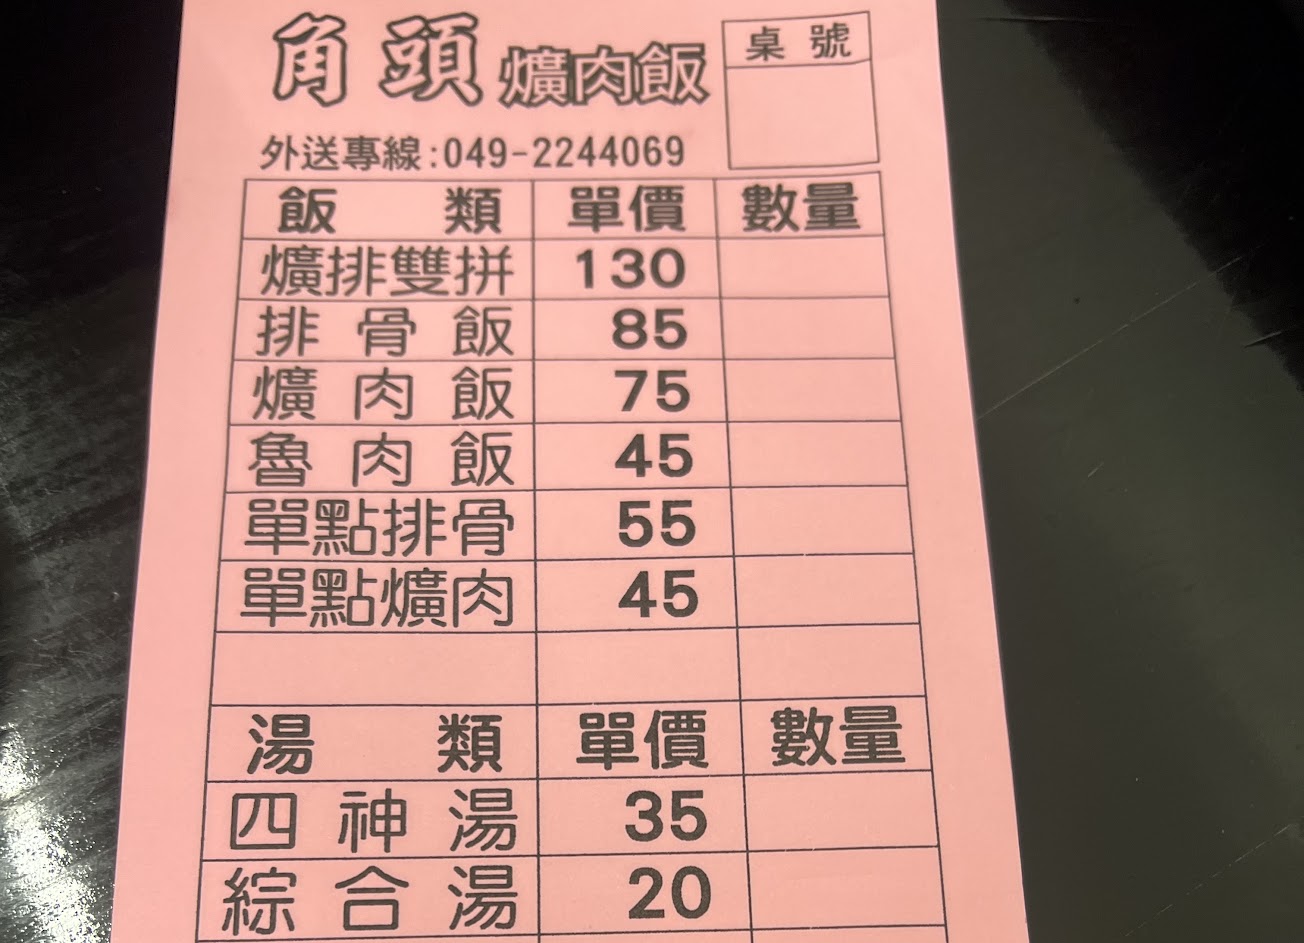 角頭 爌肉飯
桌號
外送專線:049-2244069
飯類 單價 數量
爌排雙拼 130
排骨飯 85
爌肉飯 75
魯肉飯 45
單點排骨 55
單點爌肉 45
湯類 單價 數量
四神湯 35
綜合湯 20